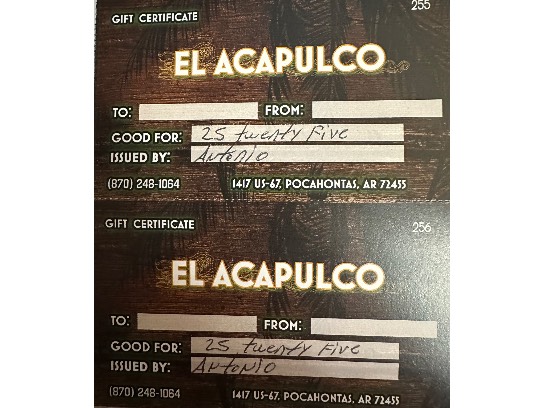 255
GIFT CERTIFICATE
EL ACAPULCO
TO: FROM:
GOOD FOR: 25 twenty Five
ISSUED BY: Antonio
(870) 248-1064 1417 US-67, POCAHONTAS, AR 72455
GIFT CERTIFICATE 256
EL ACAPULCO
TO: FROM:
GOOD FOR: 25 twenty Five
ISSUED BY: Antonio
(870) 248-1064 1417 US-67, POCAHONTAS, AR 72455